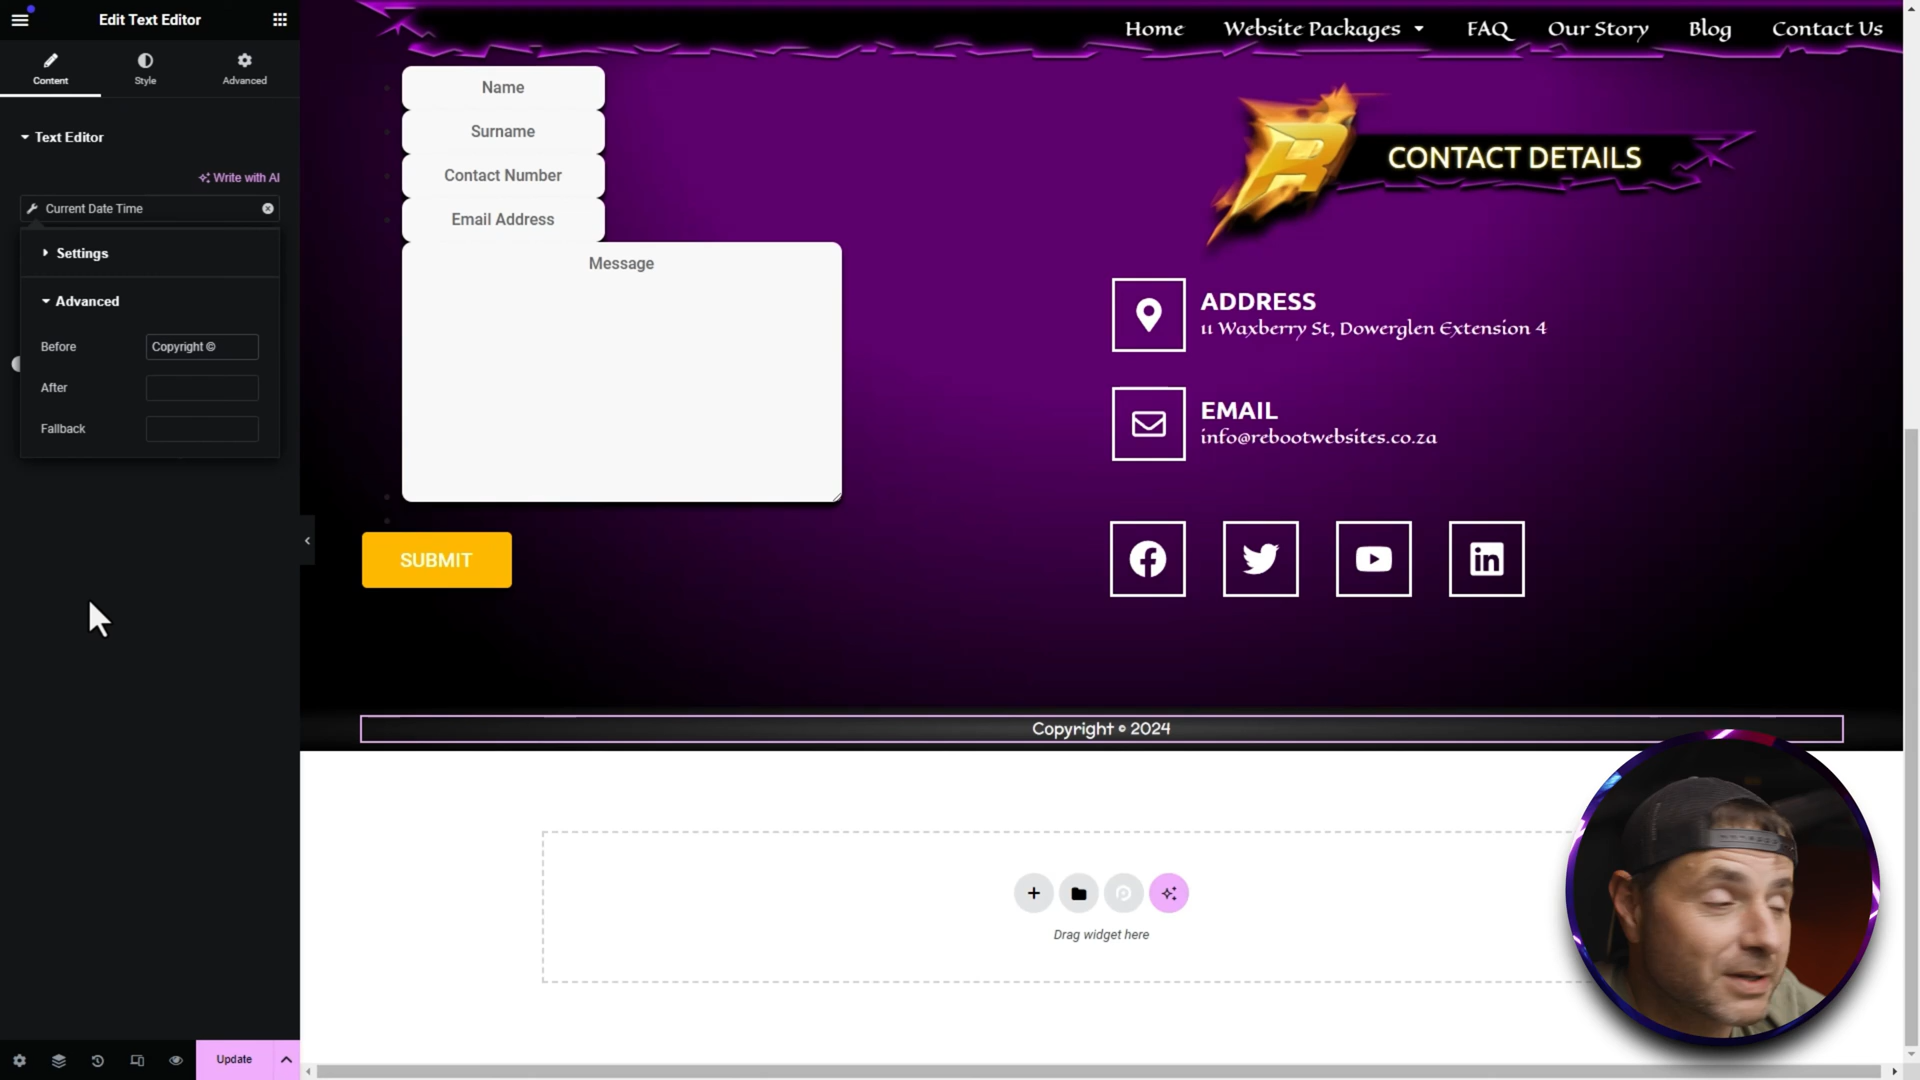 Edit Text Editor
Content
Style
Advanced
Text Editor
Write with AI
Current Date Time
Settings
Advanced
Before
Copyright ©
After
Fallback
Update
Home
Website Packages
FAQ
Our Story
Blog
Contact Us
Name
Surname
Contact Number
Email Address
Message
SUBMIT
CONTACT DETAILS
ADDRESS
11 Waxberry St, Dowerglen Extension 4
EMAIL
info@rebootwebsites.co.za
Copyright © 2024
Drag widget here